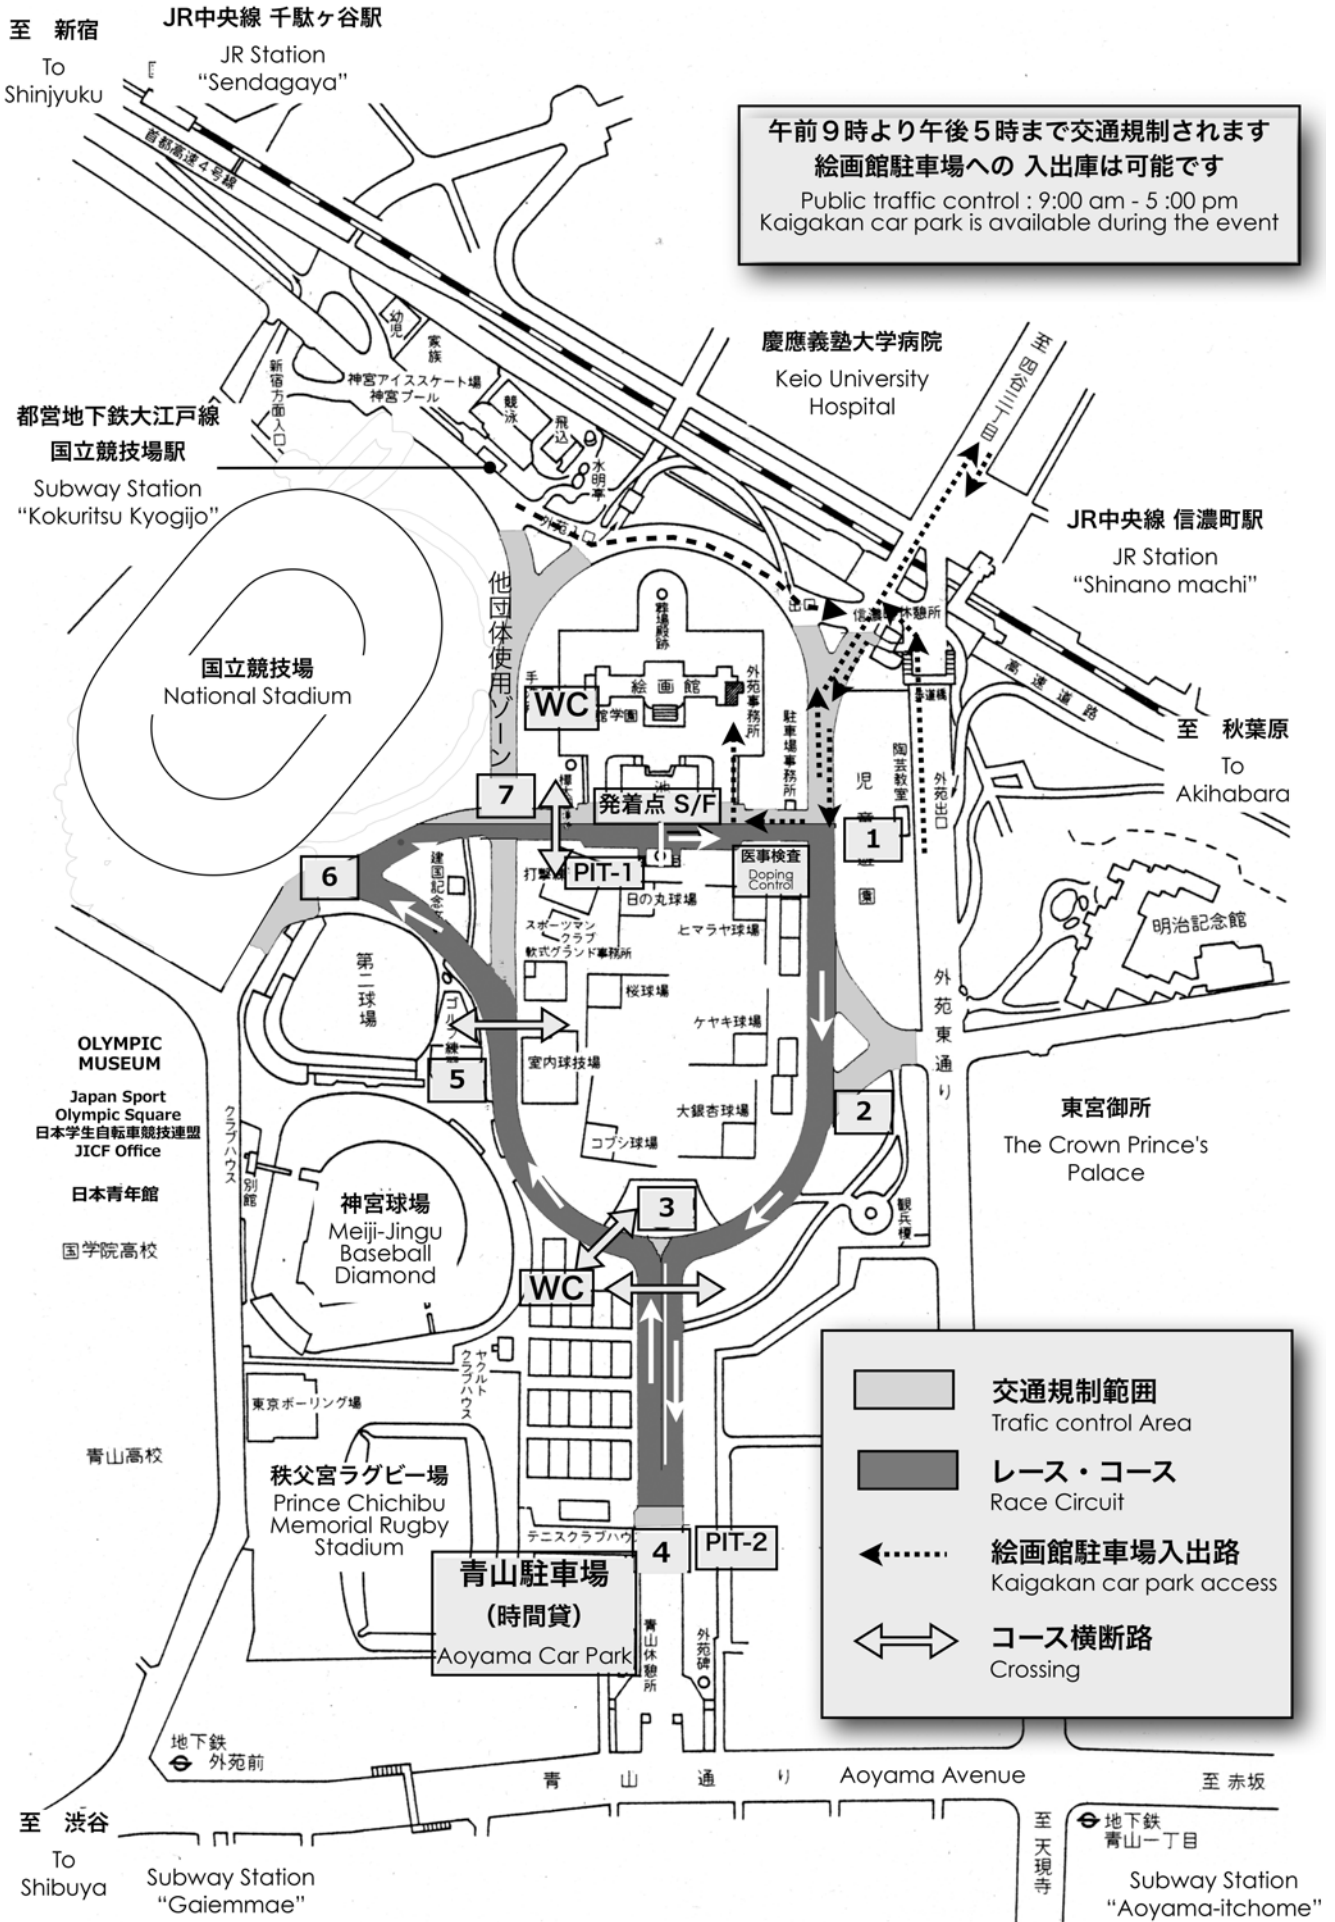 至 新宿
To
Shinjyuku
JR中央線 千駄ヶ谷駅
JR Station
“Sendagaya”
首都高速4号線
午前９時より午後５時まで交通規制されます
絵画館駐車場への 入出庫は可能です
Public traffic control : 9:00 am - 5 :00 pm
Kaigakan car park is available during the event
慶應義塾大学病院
Keio University
Hospital
至 四谷三丁目
幼児
家族
新宿方面入口
神宮アイススケート場
神宮プール
競泳
飛込
水明亭
都営地下鉄大江戸線
国立競技場駅
Subway Station
“Kokuritsu Kyogijo”
外苑入口
JR中央線 信濃町駅
JR Station
“Shinano machi”
出口
休憩所
高速道路
歩道橋
他団体使用ゾーン
葬場殿跡
国立競技場
National Stadium
絵画館
外苑事務所
WC
駐車場事務所
陶芸教室
外苑出口
至 秋葉原
To
Akihabara
7
発着点 S/F
1
6
PIT-1
医事検査
Doping
Control
日の丸球場
スポーツマン
クラブ
軟式グランド事務所
ヒマラヤ球場
明治記念館
第二球場
桜球場
ケヤキ球場
外苑東通り
室内球技場
5
2
大銀杏球場
コブシ球場
OLYMPIC
MUSEUM
Japan Sport
Olympic Square
日本学生自転車競技連盟
JICF Office
日本青年館
国学院高校
クラブハウス
別館
東宮御所
The Crown Prince's
Palace
神宮球場
Meiji-Jingu
Baseball
Diamond
3
観兵榎
WC
ヤクルト
クラブハウス
東京ボーリング場
青山高校
秩父宮ラグビー場
Prince Chichibu
Memorial Rugby
Stadium
テニスクラブハウ
4
PIT-2
青山駐車場
（時間貸）
Aoyama Car Park
青山休憩所
外苑碑
交通規制範囲
Trafic control Area
レース・コース
Race Circuit
絵画館駐車場入出路
Kaigakan car park access
コース横断路
Crossing
地下鉄
外苑前
青山通り
Aoyama Avenue
至 赤坂
至 渋谷
To
Shibuya
Subway Station
“Gaiemmae”
至 天現寺
地下鉄
青山一丁目
Subway Station
“Aoyama-itchome”